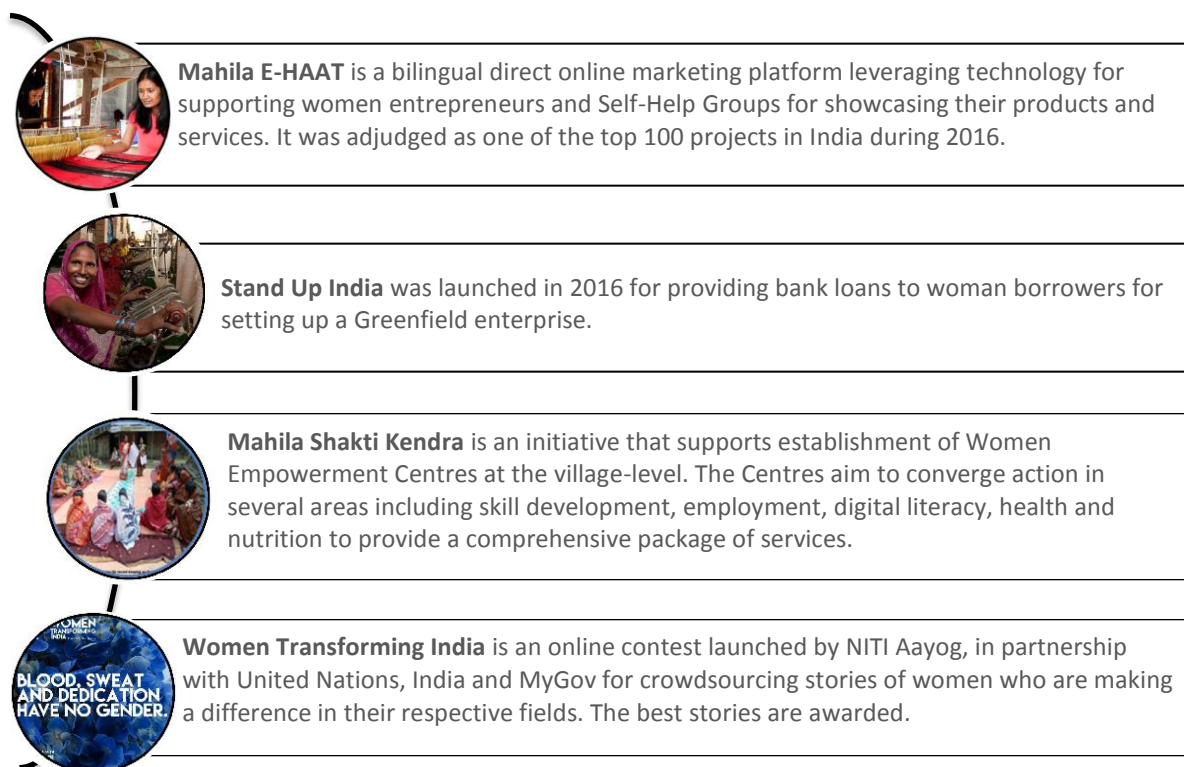 Mahila E-HAAT is a bilingual direct online marketing platform leveraging technology for
supporting women entrepreneurs and Self-Help Groups for showcasing their products and
services. It was adjudged as one of the top 100 projects in India during 2016.
Stand Up India was launched in 2016 for providing bank loans to woman borrowers for
setting up a Greenfield enterprise.
Mahila Shakti Kendra is an initiative that supports establishment of Women
Empowerment Centres at the village-level. The Centres aim to converge action in
several areas including skill development, employment, digital literacy, health and
nutrition to provide a comprehensive package of services.
WOMEN
TRANSFORMING
INDIA
BLOOD, SWEAT
AND DEDICATION
HAVE NO GENDER.
Women Transforming India is an online contest launched by NITI Aayog, in partnership
with United Nations, India and MyGov for crowdsourcing stories of women who are making
a difference in their respective fields. The best stories are awarded.